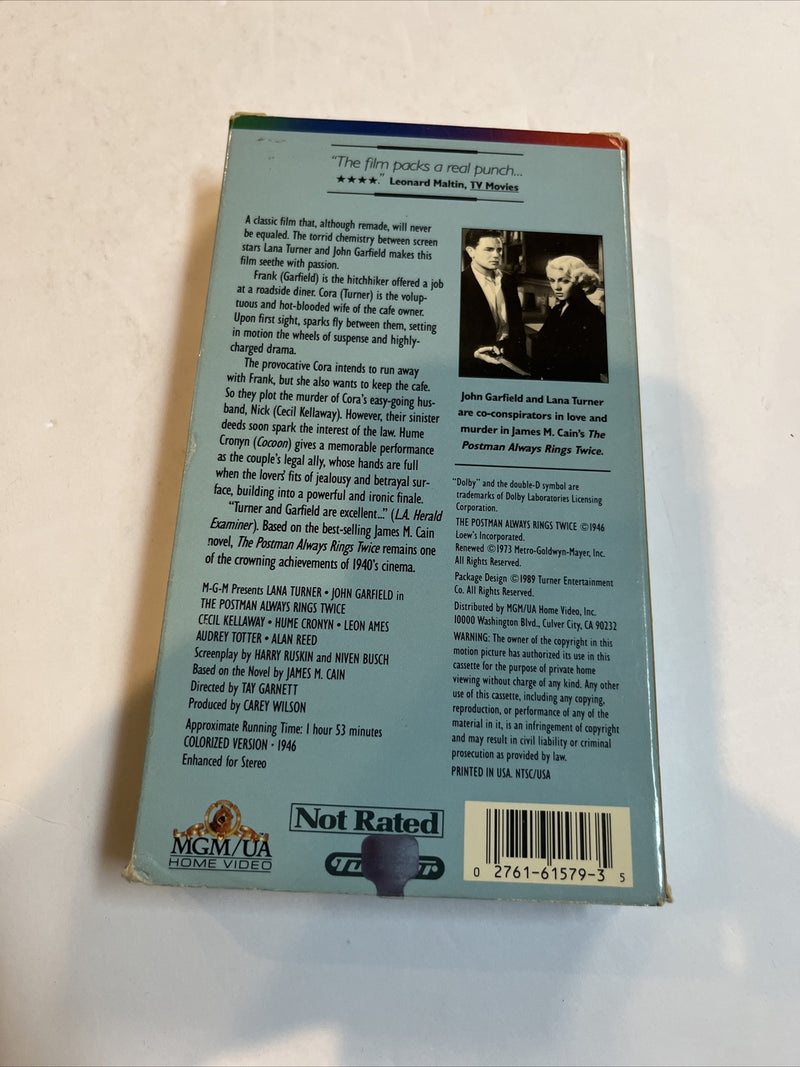 "The film packs a real punch...
★★★★." Leonard Maltin, TV Movies
A classic film that, although remade, will never
be equaled. The torrid chemistry between screen
stars Lana Turner and John Garfield makes this
film seethe with passion.
Frank (Garfield) is the hitchhiker offered a job
at a roadside diner. Cora (Turner) is the volup-
tuous and hot-blooded wife of the cafe owner.
Upon first sight, sparks fly between them, setting
in motion the wheels of suspense and highly-
charged drama.
The provocative Cora intends to run away
with Frank, but she also wants to keep the cafe.
So they plot the murder of Cora's easy-going hus-
band, Nick (Cecil Kellaway). However, their sinister
deeds soon spark the interest of the law. Hume
Cronyn (Cocoon) gives a memorable performance
as the couple's legal ally, whose hands are full
when the lovers' fits of jealousy and betrayal sur-
face, building into a powerful and ironic finale.
"Turner and Garfield are excellent..." (L.A. Herald
Examiner). Based on the best-selling James M. Cain
novel, The Postman Always Rings Twice remains one
of the crowning achievements of 1940's cinema.
M-G-M Presents LANA TURNER • JOHN GARFIELD in
THE POSTMAN ALWAYS RINGS TWICE
CECIL KELLAWAY • HUME CRONYN • LEON AMES
AUDREY TOTTER • ALAN REED
Screenplay by HARRY RUSKIN and NIVEN BUSCH
Based on the Novel by JAMES M. CAIN
Directed by TAY GARNETT
Produced by CAREY WILSON
Approximate Running Time: 1 hour 53 minutes
COLORIZED VERSION • 1946
Enhanced for Stereo
John Garfield and Lana Turner
are co-conspirators in love and
murder in James M. Cain's The
Postman Always Rings Twice.
"Dolby" and the double-D symbol are
trademarks of Dolby Laboratories Licensing
Corporation.
THE POSTMAN ALWAYS RINGS TWICE ©1946
Loew's Incorporated.
Renewed ©1973 Metro-Goldwyn-Mayer, Inc.
All Rights Reserved.
Package Design ©1989 Turner Entertainment
Co. All Rights Reserved.
Distributed by MGM/UA Home Video, Inc.
10000 Washington Blvd., Culver City, CA 90232
WARNING: The owner of the copyright in this
motion picture has authorized its use in this
cassette for the purpose of private home
viewing without charge of any kind. Any other
use of this cassette, including any copying,
reproduction, or performance of any of the
material in it, is an infringement of copyright
and may result in civil liability or criminal
prosecution as provided by law.
PRINTED IN USA. NTSC/USA
MGM/UA
HOME VIDEO
Not Rated
0 2761-61579-3 5